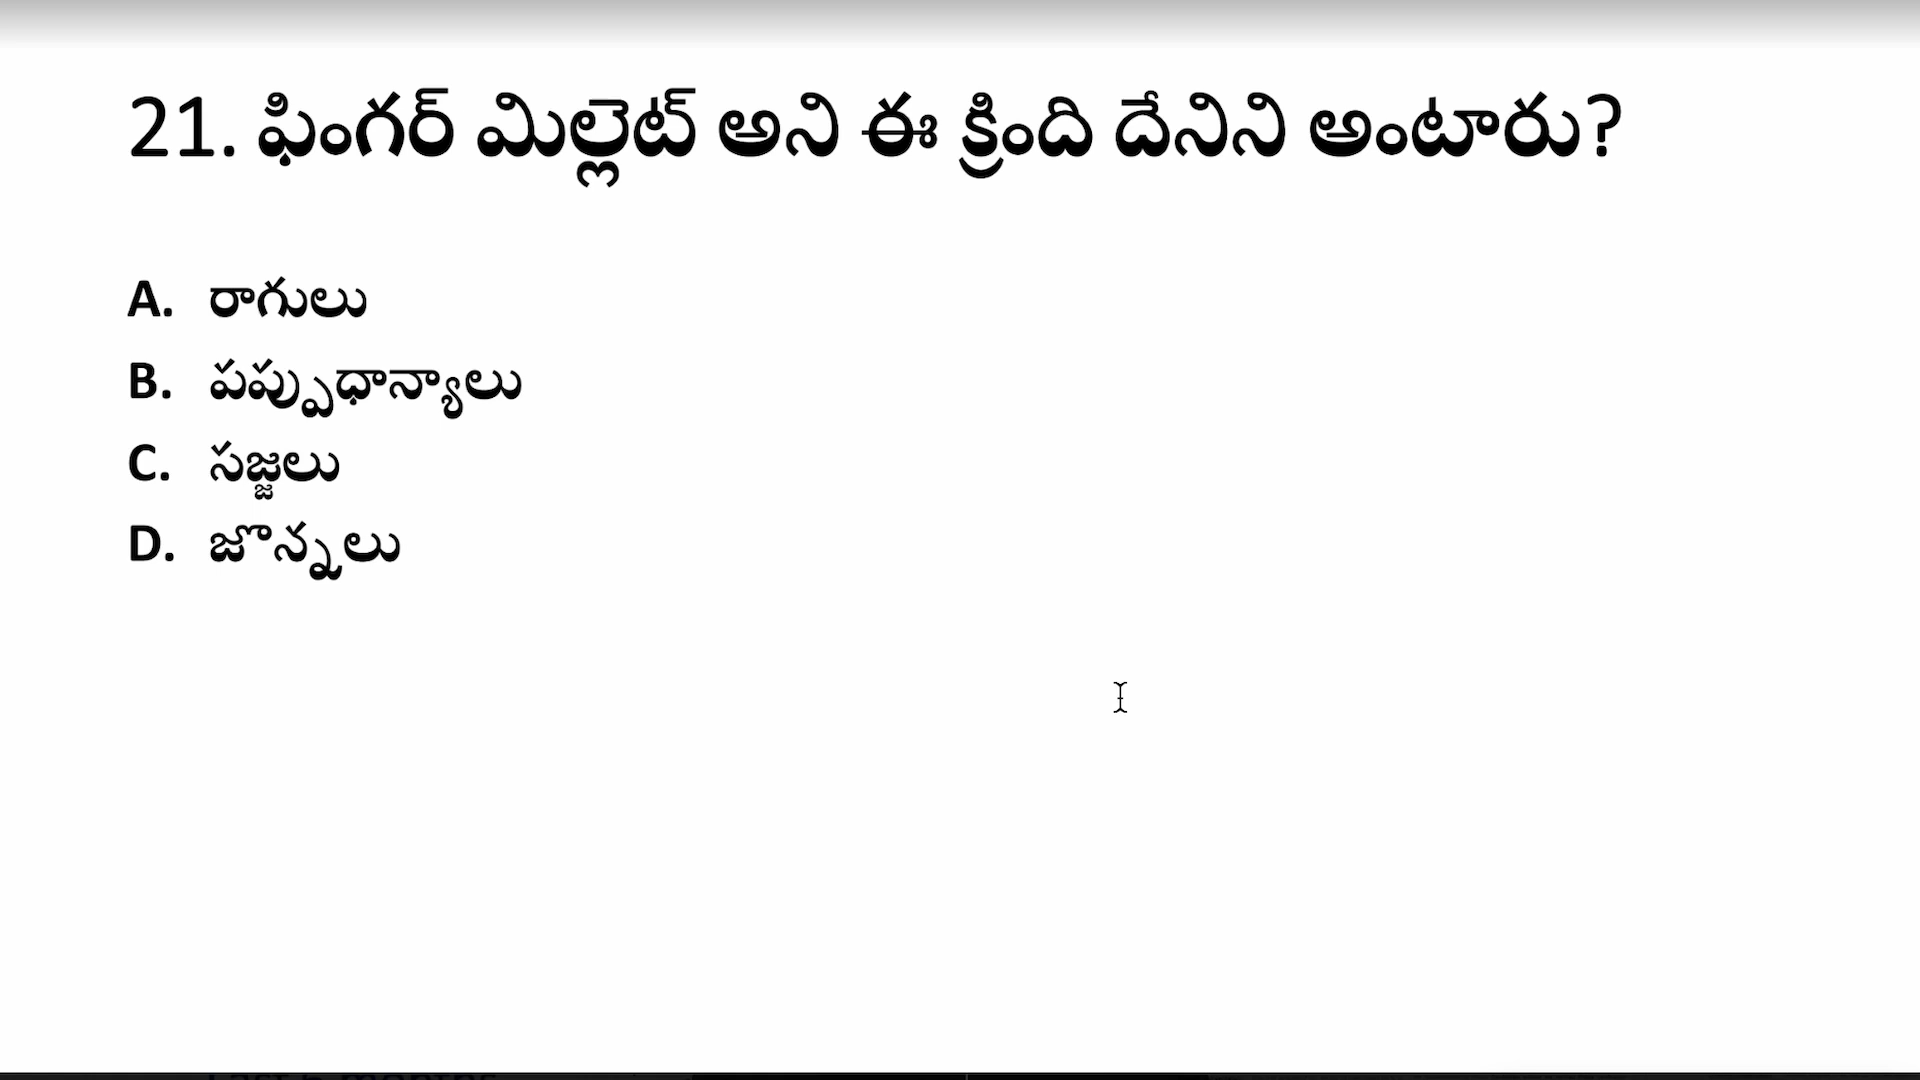 21. ఫింగర్ మిల్లెట్ అని ఈ క్రింది దేనిని అంటారు?
A. రాగులు
B. పప్పుధాన్యాలు
C. సజ్జలు
D. జొన్నలు